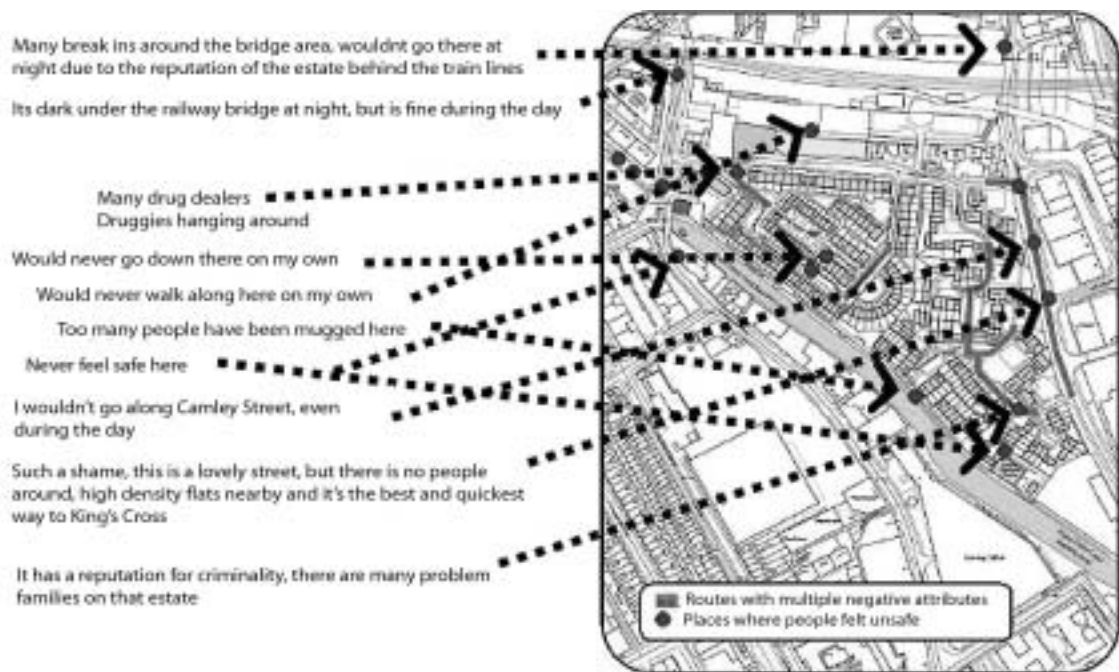 Many break ins around the bridge area, wouldnt go there at
night due to the reputation of the estate behind the train lines
Its dark under the railway bridge at night, but is fine during the day
Many drug dealers
Druggies hanging around
Would never go down there on my own
Would never walk along here on my own
Too many people have been mugged here
Never feel safe here
I wouldn't go along Camley Street, even
during the day
Such a shame, this is a lovely street, but there is no people
around, high density flats nearby and it's the best and quickest
way to King's Cross
It has a reputation for criminality, there are many problem
families on that estate
Routes with multiple negative attributes
Places where people felt unsafe